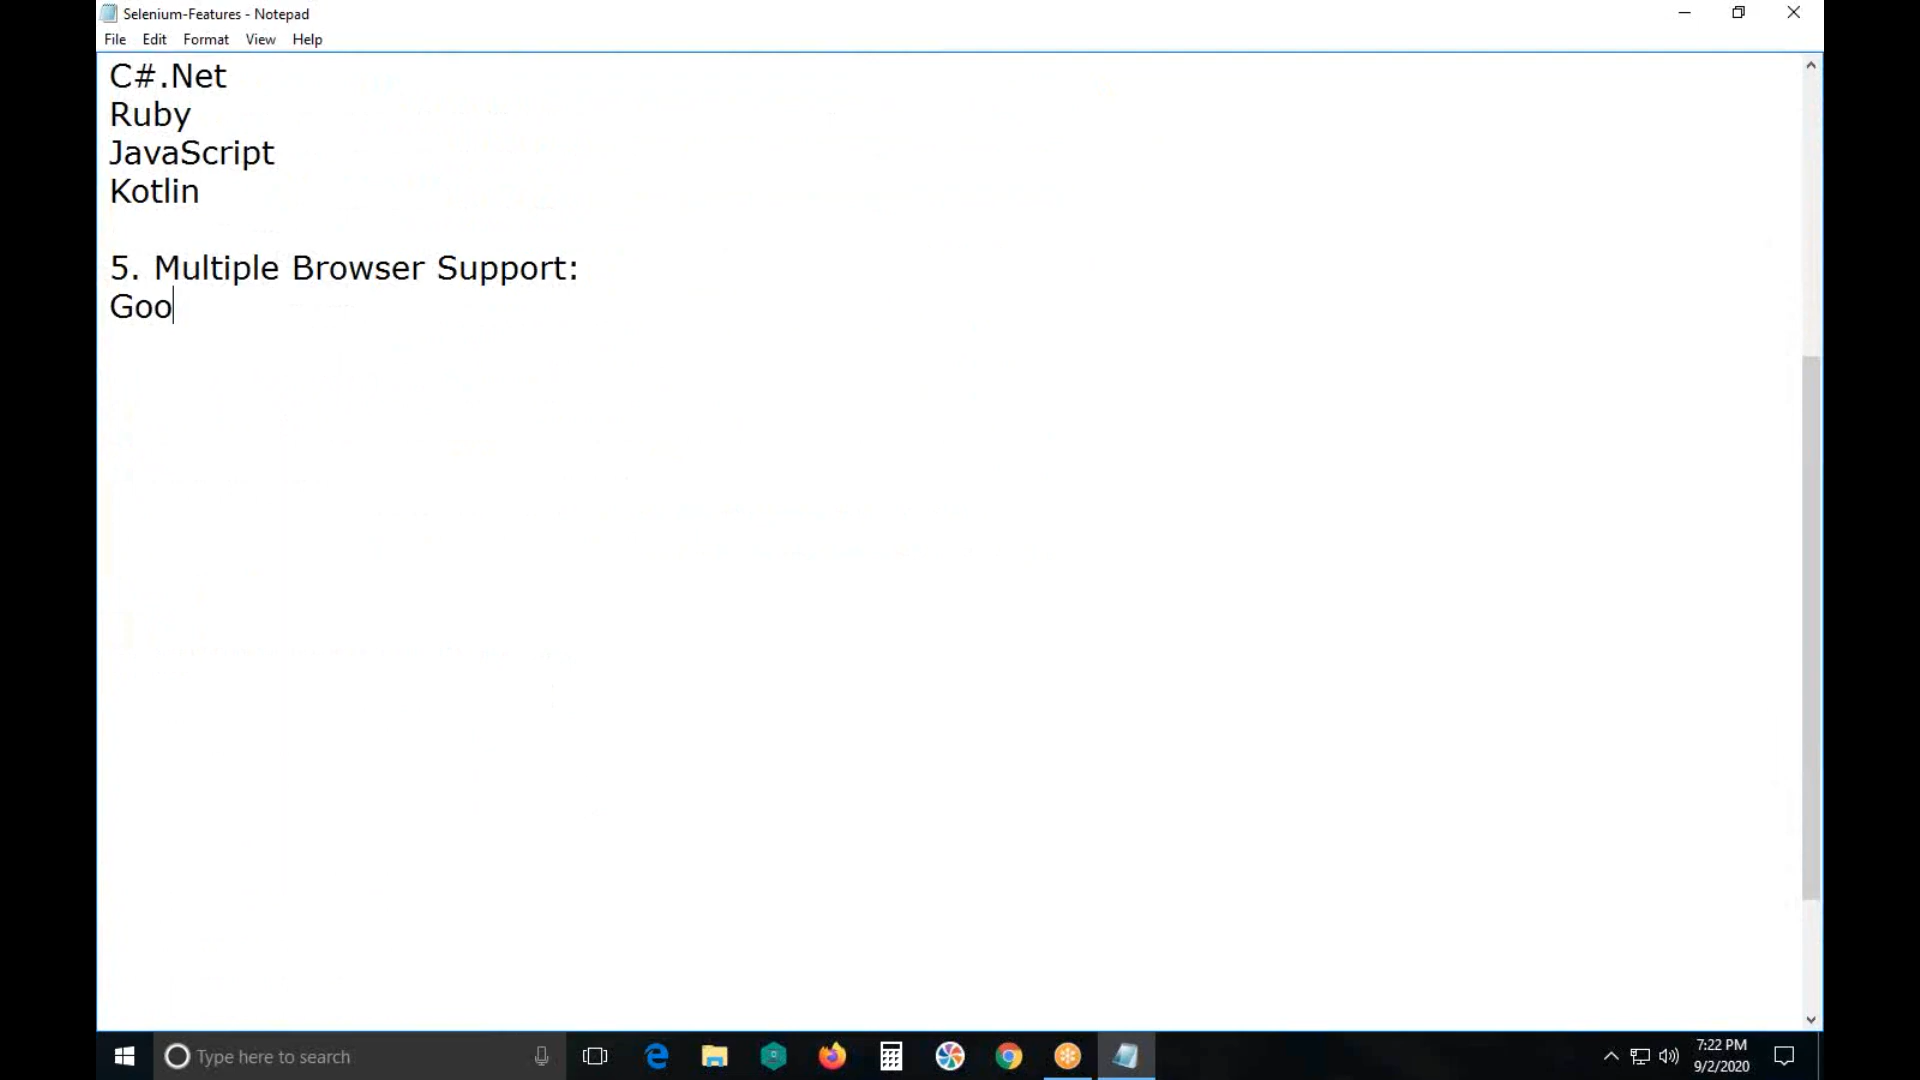 Selenium-Features - Notepad
File Edit Format View Help
C#.Net
Ruby
JavaScript
Kotlin
5. Multiple Browser Support:
Goo
Type here to search
7:22 PM
9/2/2020